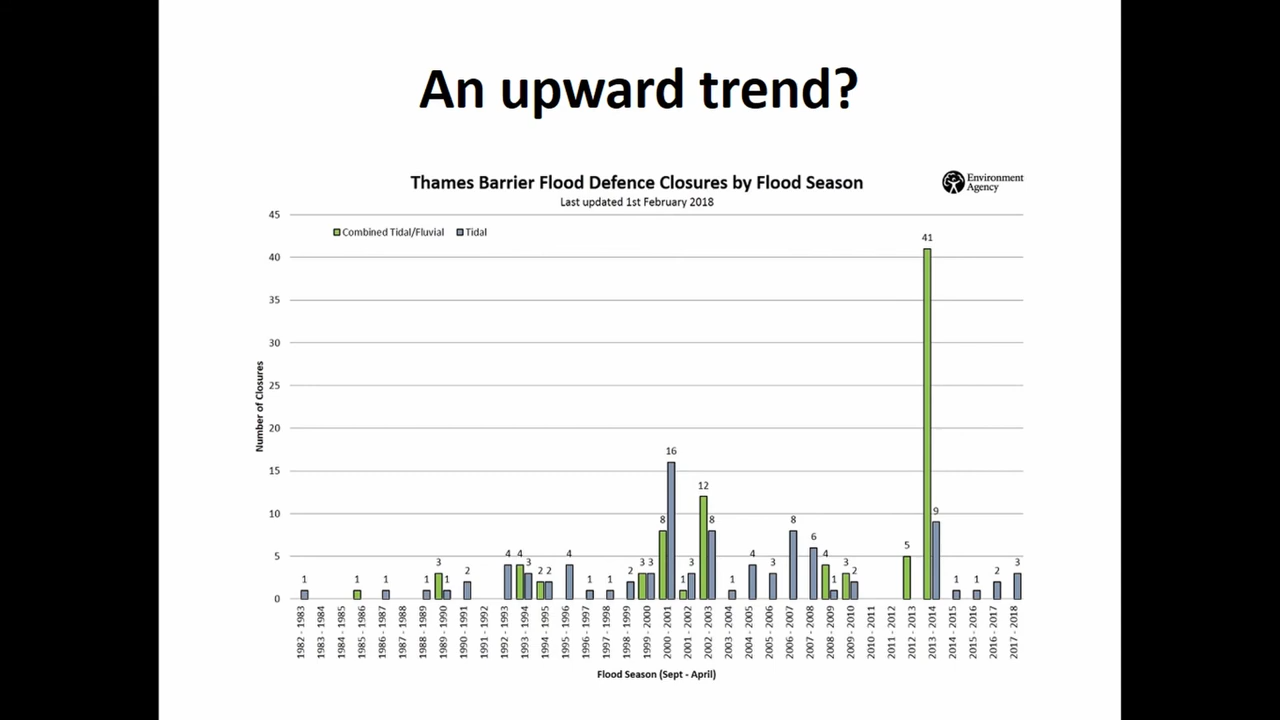 An upward trend?
Thames Barrier Flood Defence Closures by Flood Season
Last updated 1st February 2018
Environment
Agency
Combined Tidal/Fluvial Tidal
45
40
35
30
25
20
15
10
5
0
Number of Closures
1
1
1
1
3
1
2
4
4
3
2
2
4
1
1
2
3
3
8
16
1
3
12
8
1
4
3
8
6
4
1
3
2
5
41
9
1
1
2
3
1982 - 1983
1983 - 1984
1984 - 1985
1985 - 1986
1986 - 1987
1987 - 1988
1988 - 1989
1989 - 1990
1990 - 1991
1991 - 1992
1992 - 1993
1993 - 1994
1994 - 1995
1995 - 1996
1996 - 1997
1997 - 1998
1998 - 1999
1999 - 2000
2000 - 2001
2001 - 2002
2002 - 2003
2003 - 2004
2004 - 2005
2005 - 2006
2006 - 2007
2007 - 2008
2008 - 2009
2009 - 2010
2010 - 2011
2011 - 2012
2012 - 2013
2013 - 2014
2014 - 2015
2015 - 2016
2016 - 2017
2017 - 2018
Flood Season (Sept - April)